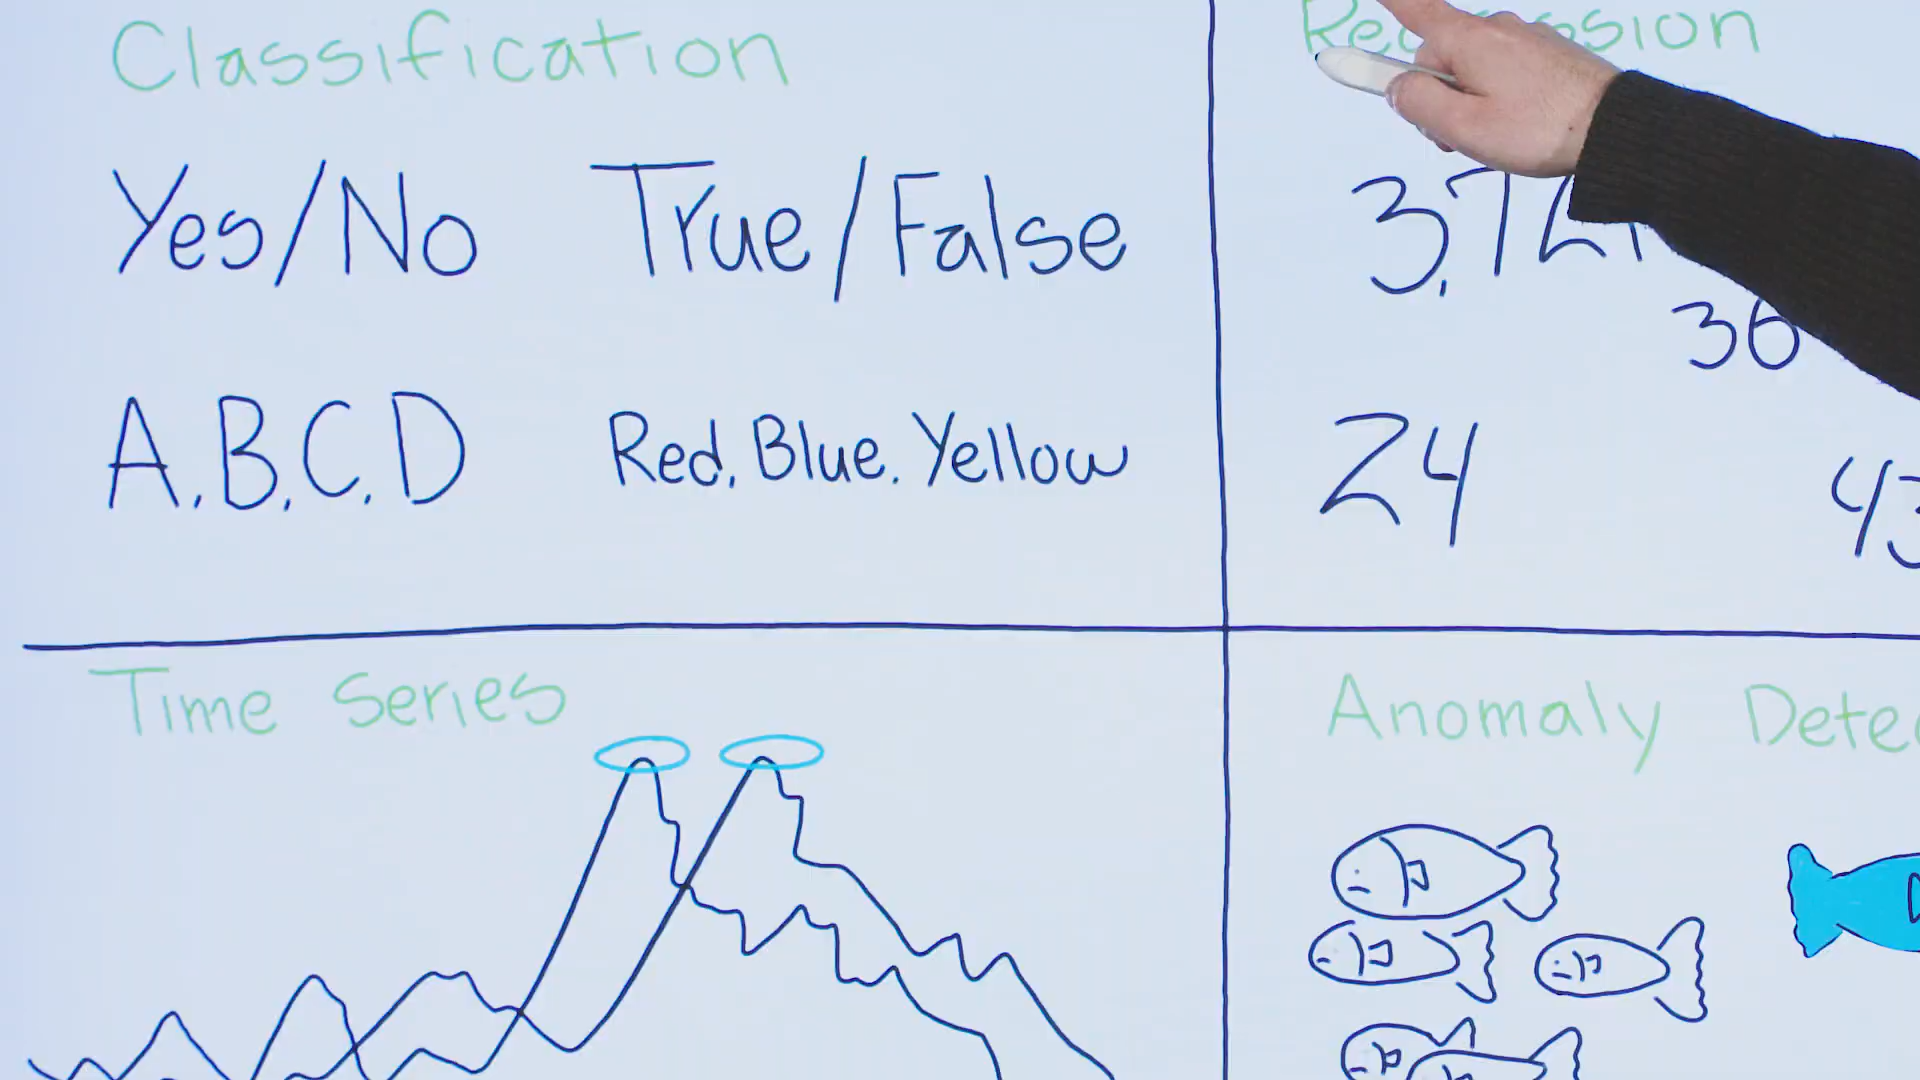 Classification
Yes/No True/False
A, B, C, D Red, Blue, Yellow
36
24
Time Series
Anomaly